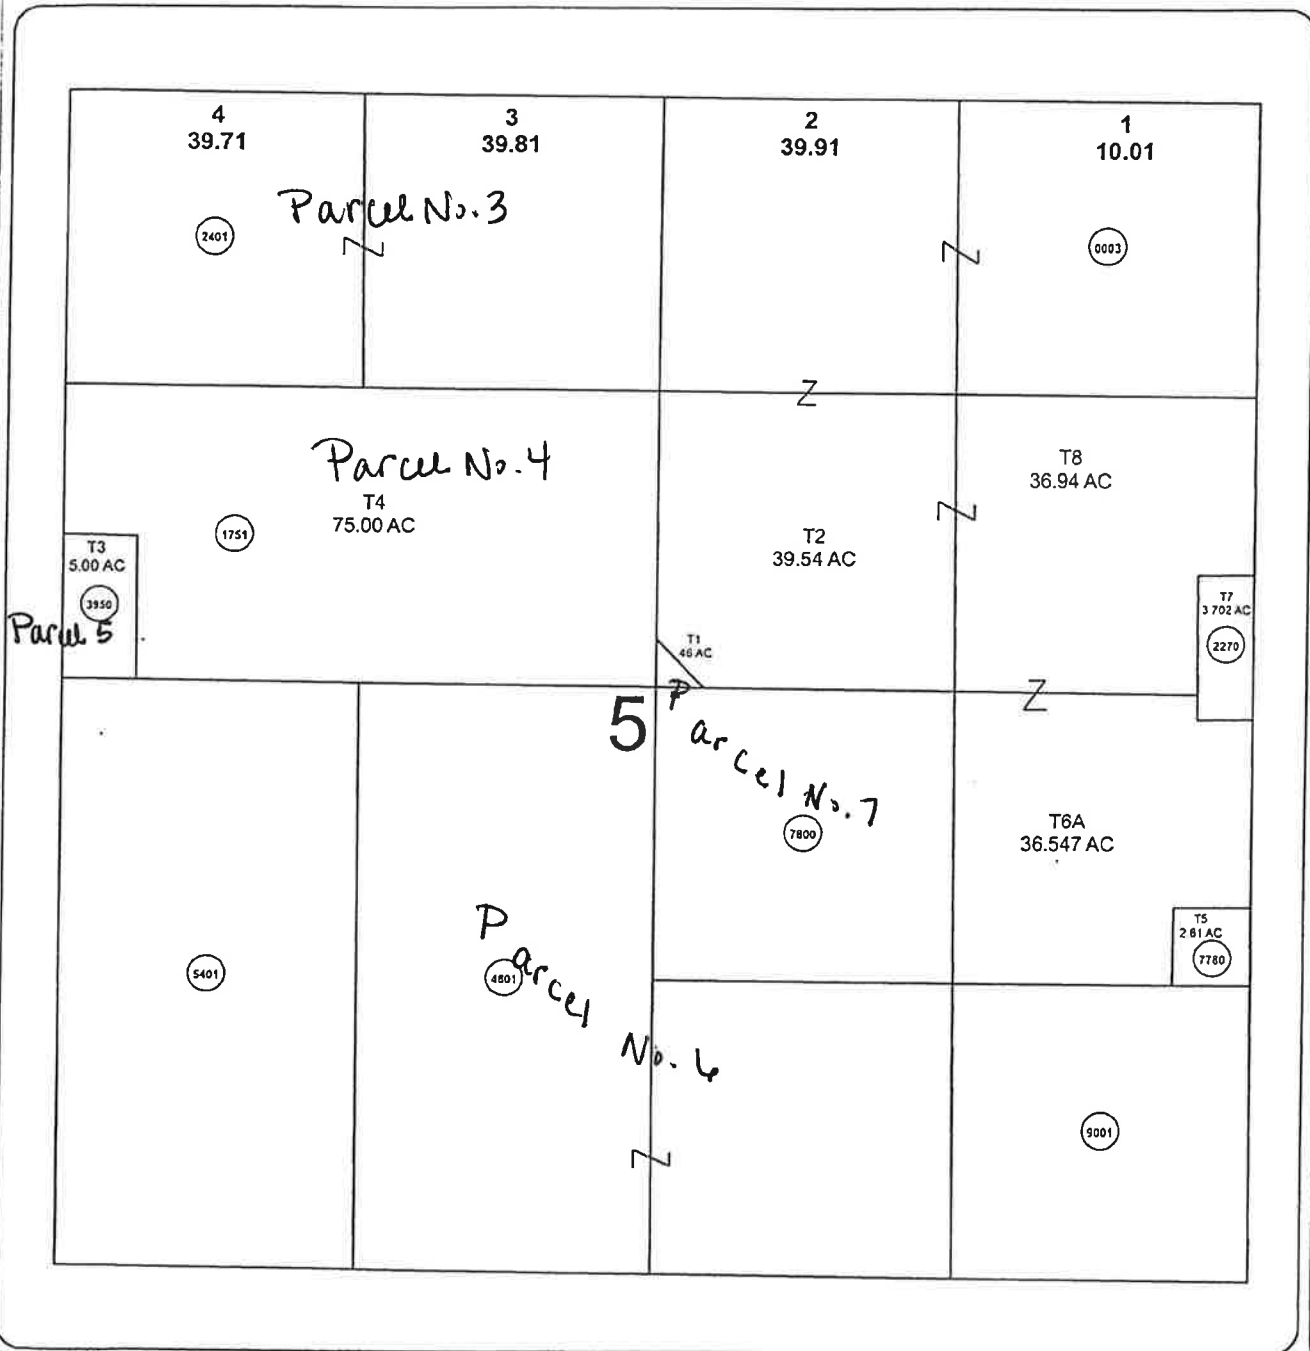 4
39.71
3
39.81
2
39.91
1
10.01
Parcel No. 3
2401
0003
Parcel No. 4
T4
75.00 AC
1751
T8
36.94 AC
T2
39.54 AC
T3
5.00 AC
3950
Parcel 5
T7
3.702 AC
2270
T1
.46 AC
5
Parcel No. 7
7800
T6A
36.547 AC
T5
2.61 AC
7780
5401
4601
Parcel No. 6
9001